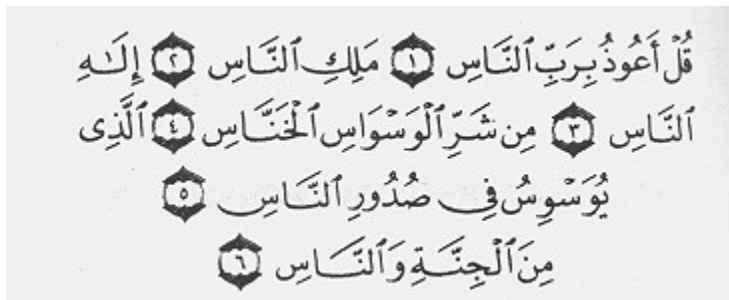 قُلْ أَعُوذُ بِرَبِّ ٱلنَّاسِ ١ مَلِكِ ٱلنَّاسِ ٢ إِلَٰهِ
ٱلنَّاسِ ٣ مِن شَرِّ ٱلْوَسْوَاسِ ٱلْخَنَّاسِ ٤ ٱلَّذِى
يُوَسْوِسُ فِى صُدُورِ ٱلنَّاسِ ٥
مِنَ ٱلْجِنَّةِ وَٱلنَّاسِ ٦